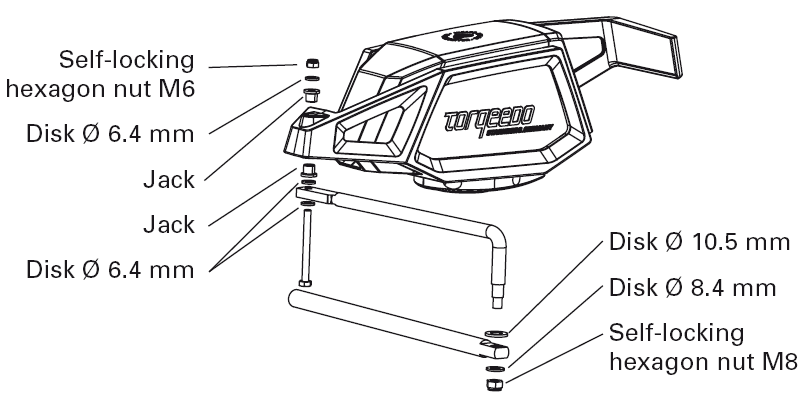 Self-locking
hexagon nut M6
Disk Ø 6.4 mm
Jack
Jack
Disk Ø 6.4 mm
torqeedo
Disk Ø 10.5 mm
Disk Ø 8.4 mm
Self-locking
hexagon nut M8